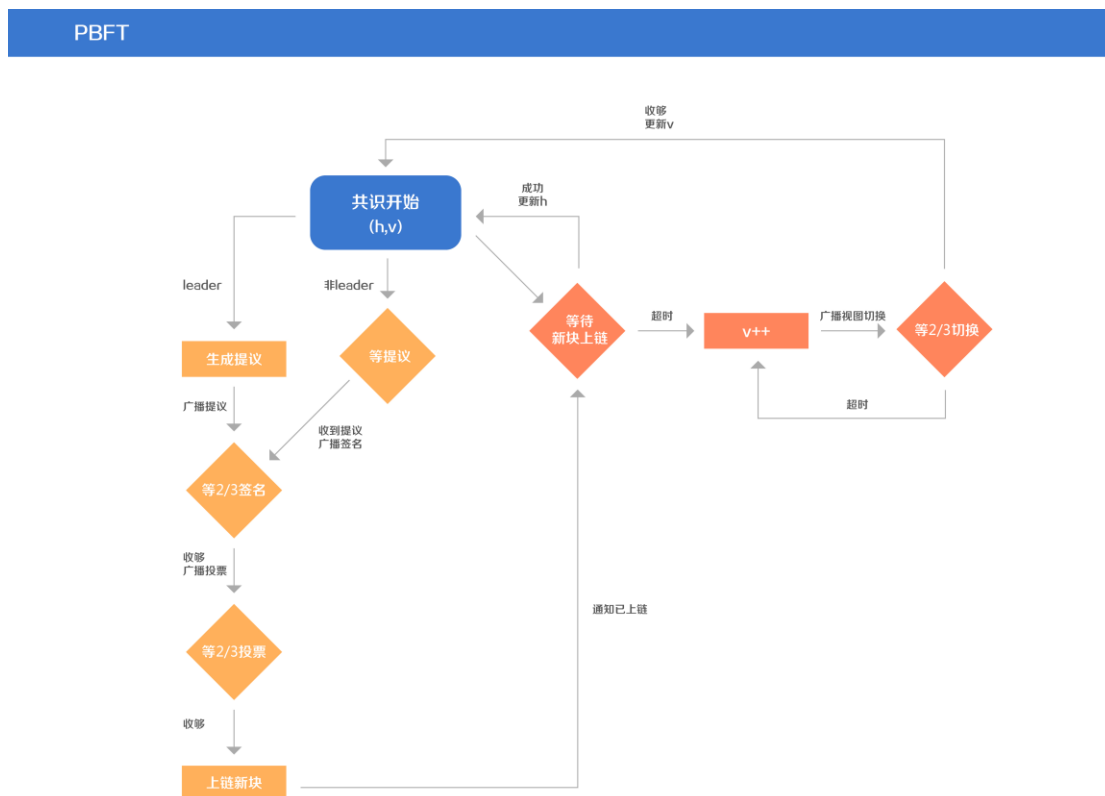 PBFT
收够
更新v
共识开始
(h,v)
成功
更新h
leader
非leader
等待
新块上链
超时
v++
广播视图切换
等2/3切换
生成提议
等提议
超时
广播提议
收到提议
广播签名
等2/3签名
收够
广播投票
通知已上链
等2/3投票
收够
上链新块